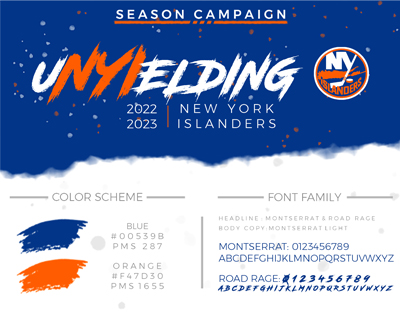 SEASON CAMPAIGN
UNYIELDING
NY
ISLANDERS
2022 | NEW YORK
2023 | ISLANDERS
COLOR SCHEME
BLUE
#00539B
PMS 287
ORANGE
#F47D30
PMS 1655
FONT FAMILY
HEADLINE: MONTSERRAT & ROAD RAGE
BODY COPY: MONTSERRAT LIGHT
MONTSERRAT: 0123456789
ABCDEFGHIJKLMNOPQRSTUVWXYZ
ROAD RAGE: 0123456789
ABCDEFGHIJKLMNOPQRSTUVWXYZ